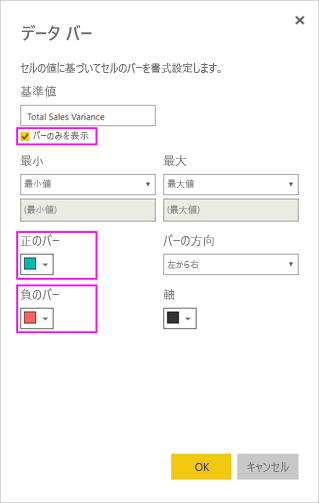 データ バー
セルの値に基づいてセルのバーを書式設定します。
基準値
Total Sales Variance
バーのみを表示
最小 最大
最小値 最大値
(最小値) (最大値)
正のバー バーの方向
左から右
負のバー 軸
OK キャンセル